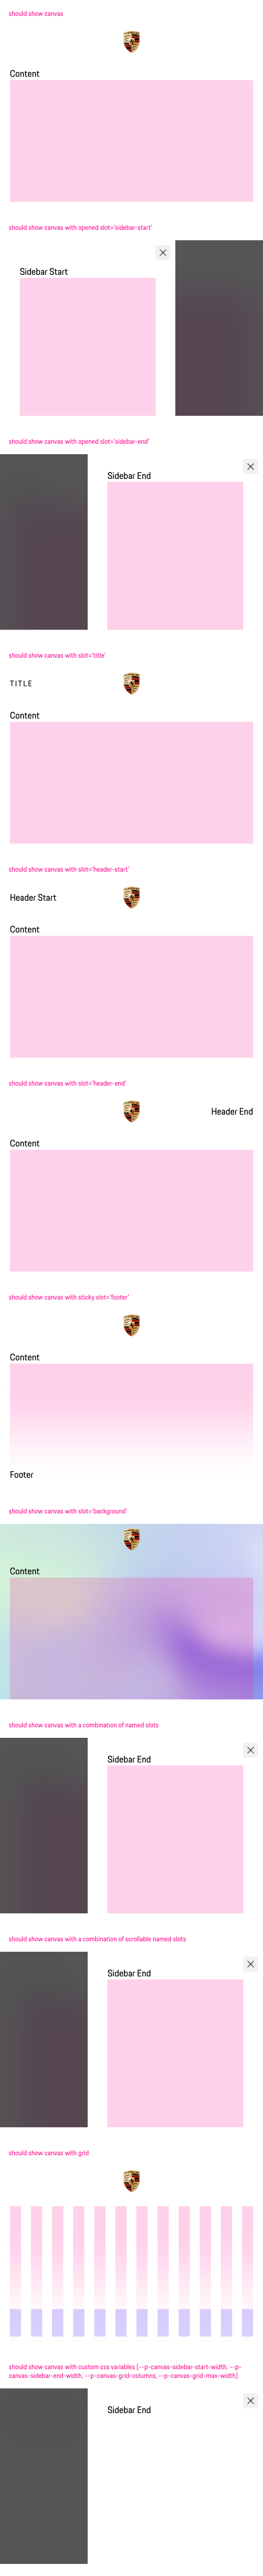 should show canvas
Content
should show canvas with opened slot='sidebar-start'
Sidebar Start
should show canvas with opened slot='sidebar-end'
Sidebar End
should show canvas with slot='title'
TITLE
Content
should show canvas with slot='header-start'
Header Start
Content
should show canvas with slot='header-end'
Header End
Content
should show canvas with sticky slot='footer'
Content
Footer
should show canvas with slot='background'
Content
should show canvas with a combination of named slots
Sidebar End
should show canvas with a combination of scrollable named slots
Sidebar End
should show canvas with grid
should show canvas with custom css variables [--p-canvas-sidebar-start-width, --p-
canvas-sidebar-end-width, --p-canvas-grid-columns, --p-canvas-grid-max-width]
Sidebar End